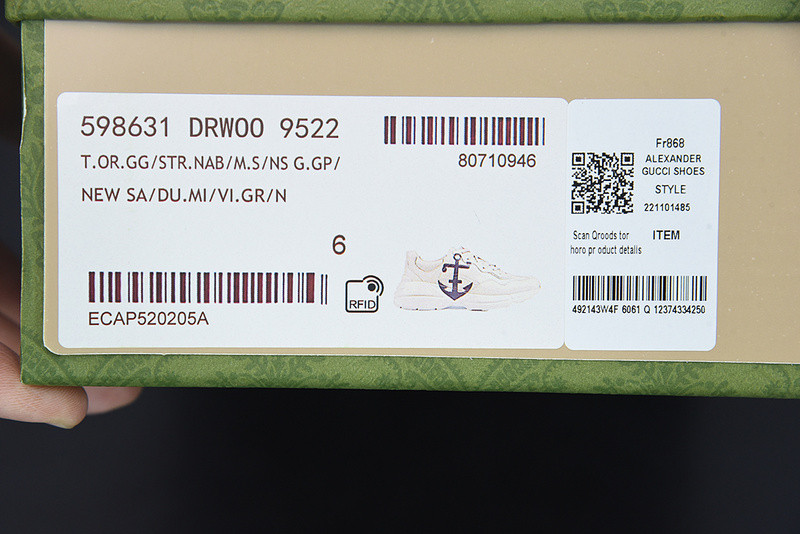 598631 DRW00 9522
80710946
T.OR.GG/STR.NAB/M.S/NS G.GP/
NEW SA/DU.MI/VI.GR/N
6
RFID
ECAP520205A
Fr868
ALEXANDER
GUCCI SHOES
STYLE
221101485
Scan Qroods tor
horo pr oduct details
ITEM
492143W4F 6061 Q 12374334250